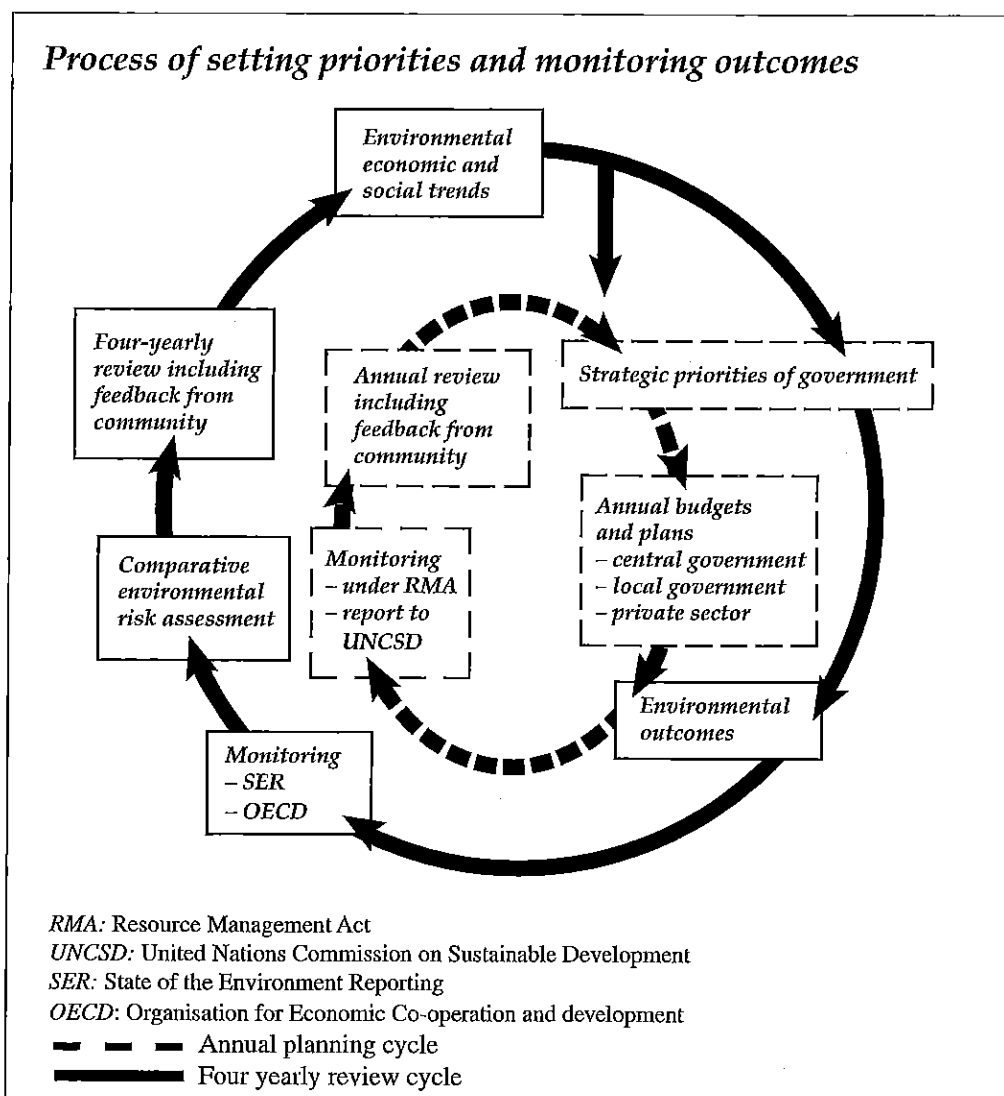 Process of setting priorities and monitoring outcomes
Environmental
economic and
social trends
Four-yearly
review including
feedback from
community
Annual review
including
feedback from
community
Strategic priorities of government
Annual budgets
and plans
– central government
– local government
– private sector
Comparative
environmental
risk assessment
Monitoring
– under RMA
– report to
UNCSD
Environmental
outcomes
Monitoring
– SER
– OECD
RMA: Resource Management Act
UNCSD: United Nations Commission on Sustainable Development
SER: State of the Environment Reporting
OECD: Organisation for Economic Co-operation and development
Annual planning cycle
Four yearly review cycle